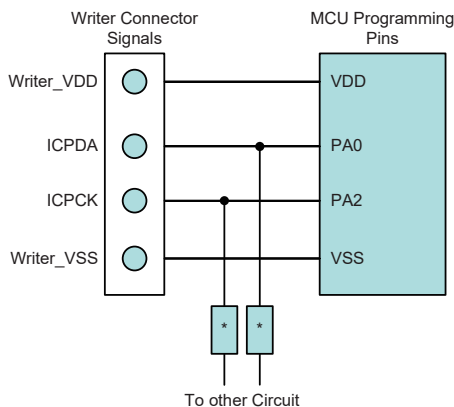 Writer Connector
Signals
MCU Programming
Pins
Writer_VDD
VDD
ICPDA
PA0
ICPCK
PA2
Writer_VSS
VSS
*
*
To other Circuit